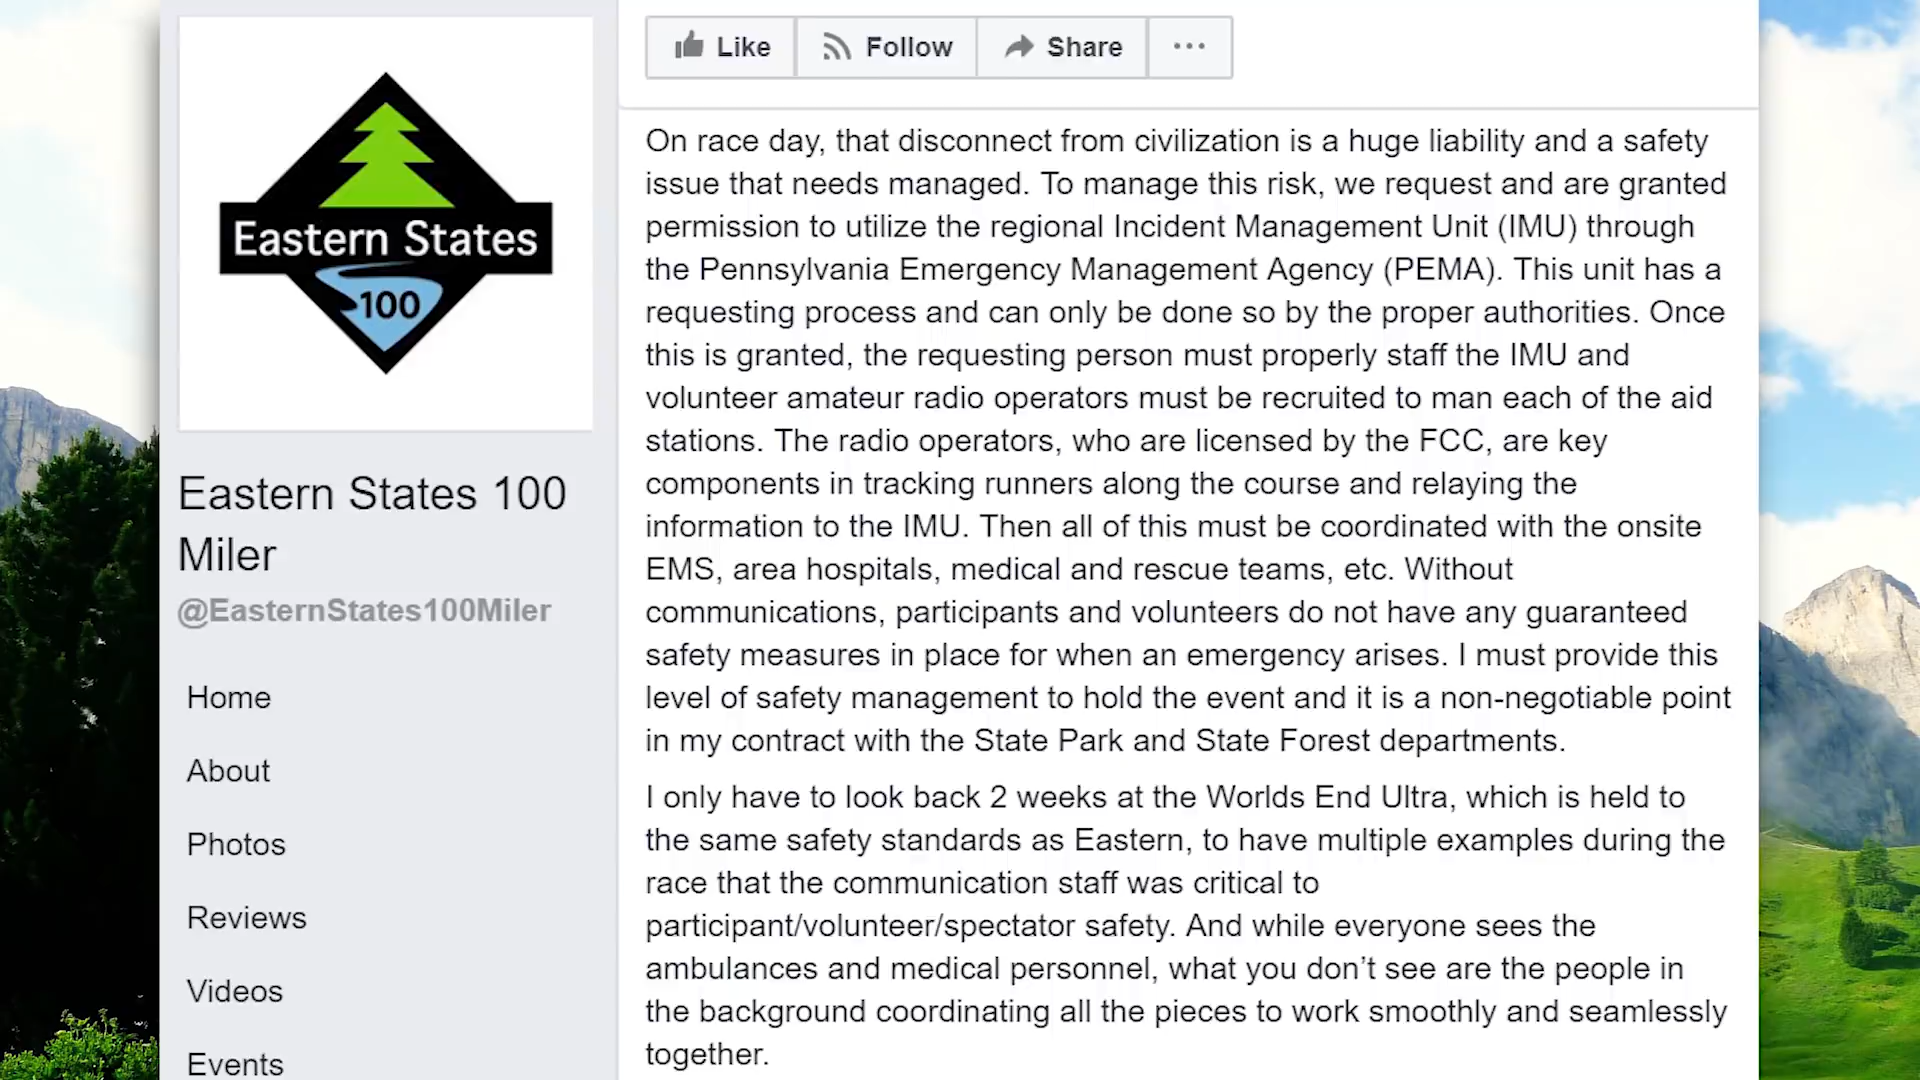 Eastern States
100
Eastern States 100
Miler
@EasternStates100Miler
Home
About
Photos
Reviews
Videos
Events
Like
Follow
Share
On race day, that disconnect from civilization is a huge liability and a safety
issue that needs managed. To manage this risk, we request and are granted
permission to utilize the regional Incident Management Unit (IMU) through
the Pennsylvania Emergency Management Agency (PEMA). This unit has a
requesting process and can only be done so by the proper authorities. Once
this is granted, the requesting person must properly staff the IMU and
volunteer amateur radio operators must be recruited to man each of the aid
stations. The radio operators, who are licensed by the FCC, are key
components in tracking runners along the course and relaying the
information to the IMU. Then all of this must be coordinated with the onsite
EMS, area hospitals, medical and rescue teams, etc. Without
communications, participants and volunteers do not have any guaranteed
safety measures in place for when an emergency arises. I must provide this
level of safety management to hold the event and it is a non-negotiable point
in my contract with the State Park and State Forest departments.
I only have to look back 2 weeks at the Worlds End Ultra, which is held to
the same safety standards as Eastern, to have multiple examples during the
race that the communication staff was critical to
participant/volunteer/spectator safety. And while everyone sees the
ambulances and medical personnel, what you don’t see are the people in
the background coordinating all the pieces to work smoothly and seamlessly
together.